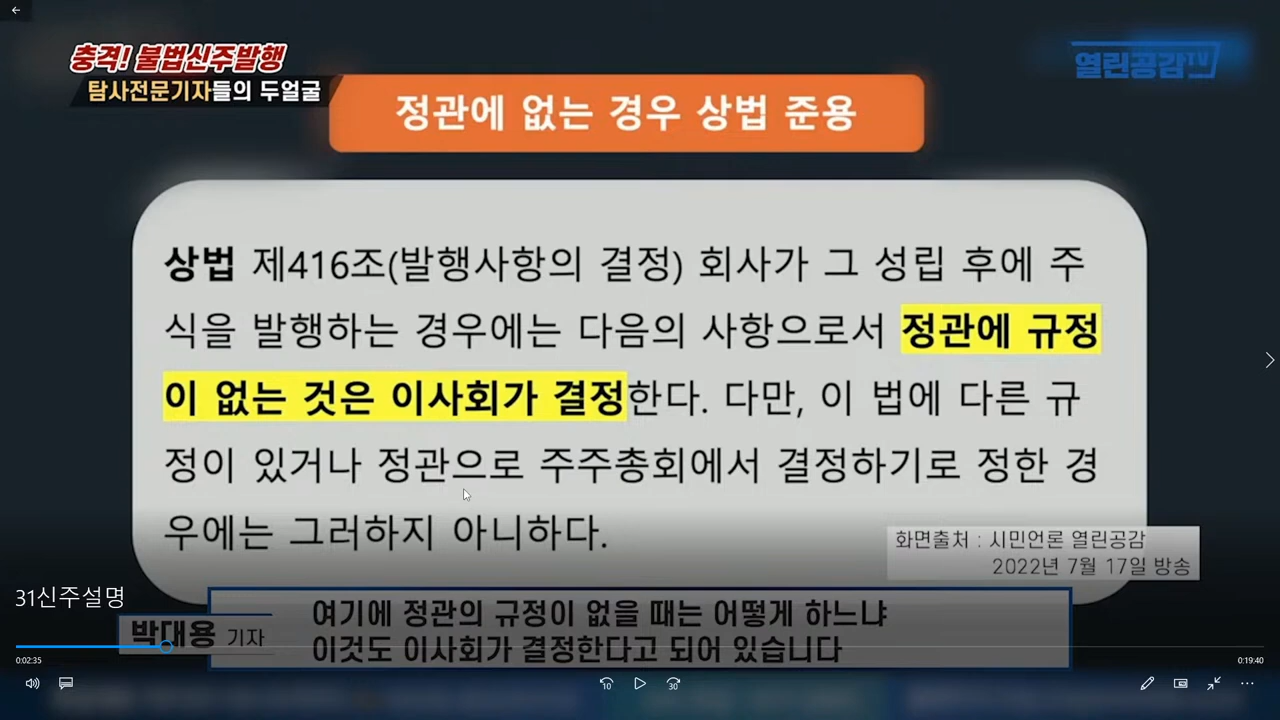 충격! 불법신주발행
탐사전문기자들의 두얼굴
열린공감TV
정관에 없는 경우 상법 준용
상법 제416조(발행사항의 결정) 회사가 그 성립 후에 주
식을 발행하는 경우에는 다음의 사항으로서 정관에 규정
이 없는 것은 이사회가 결정한다. 다만, 이 법에 다른 규
정이 있거나 정관으로 주주총회에서 결정하기로 정한 경
우에는 그러하지 아니하다.
화면출처 : 시민언론 열린공감
2022년 7월 17일 방송
31신주설명
박대용 기자
여기에 정관의 규정이 없을 때는 어떻게 하느냐
이것도 이사회가 결정한다고 되어 있습니다
0:02:35
0:19:40
10
30